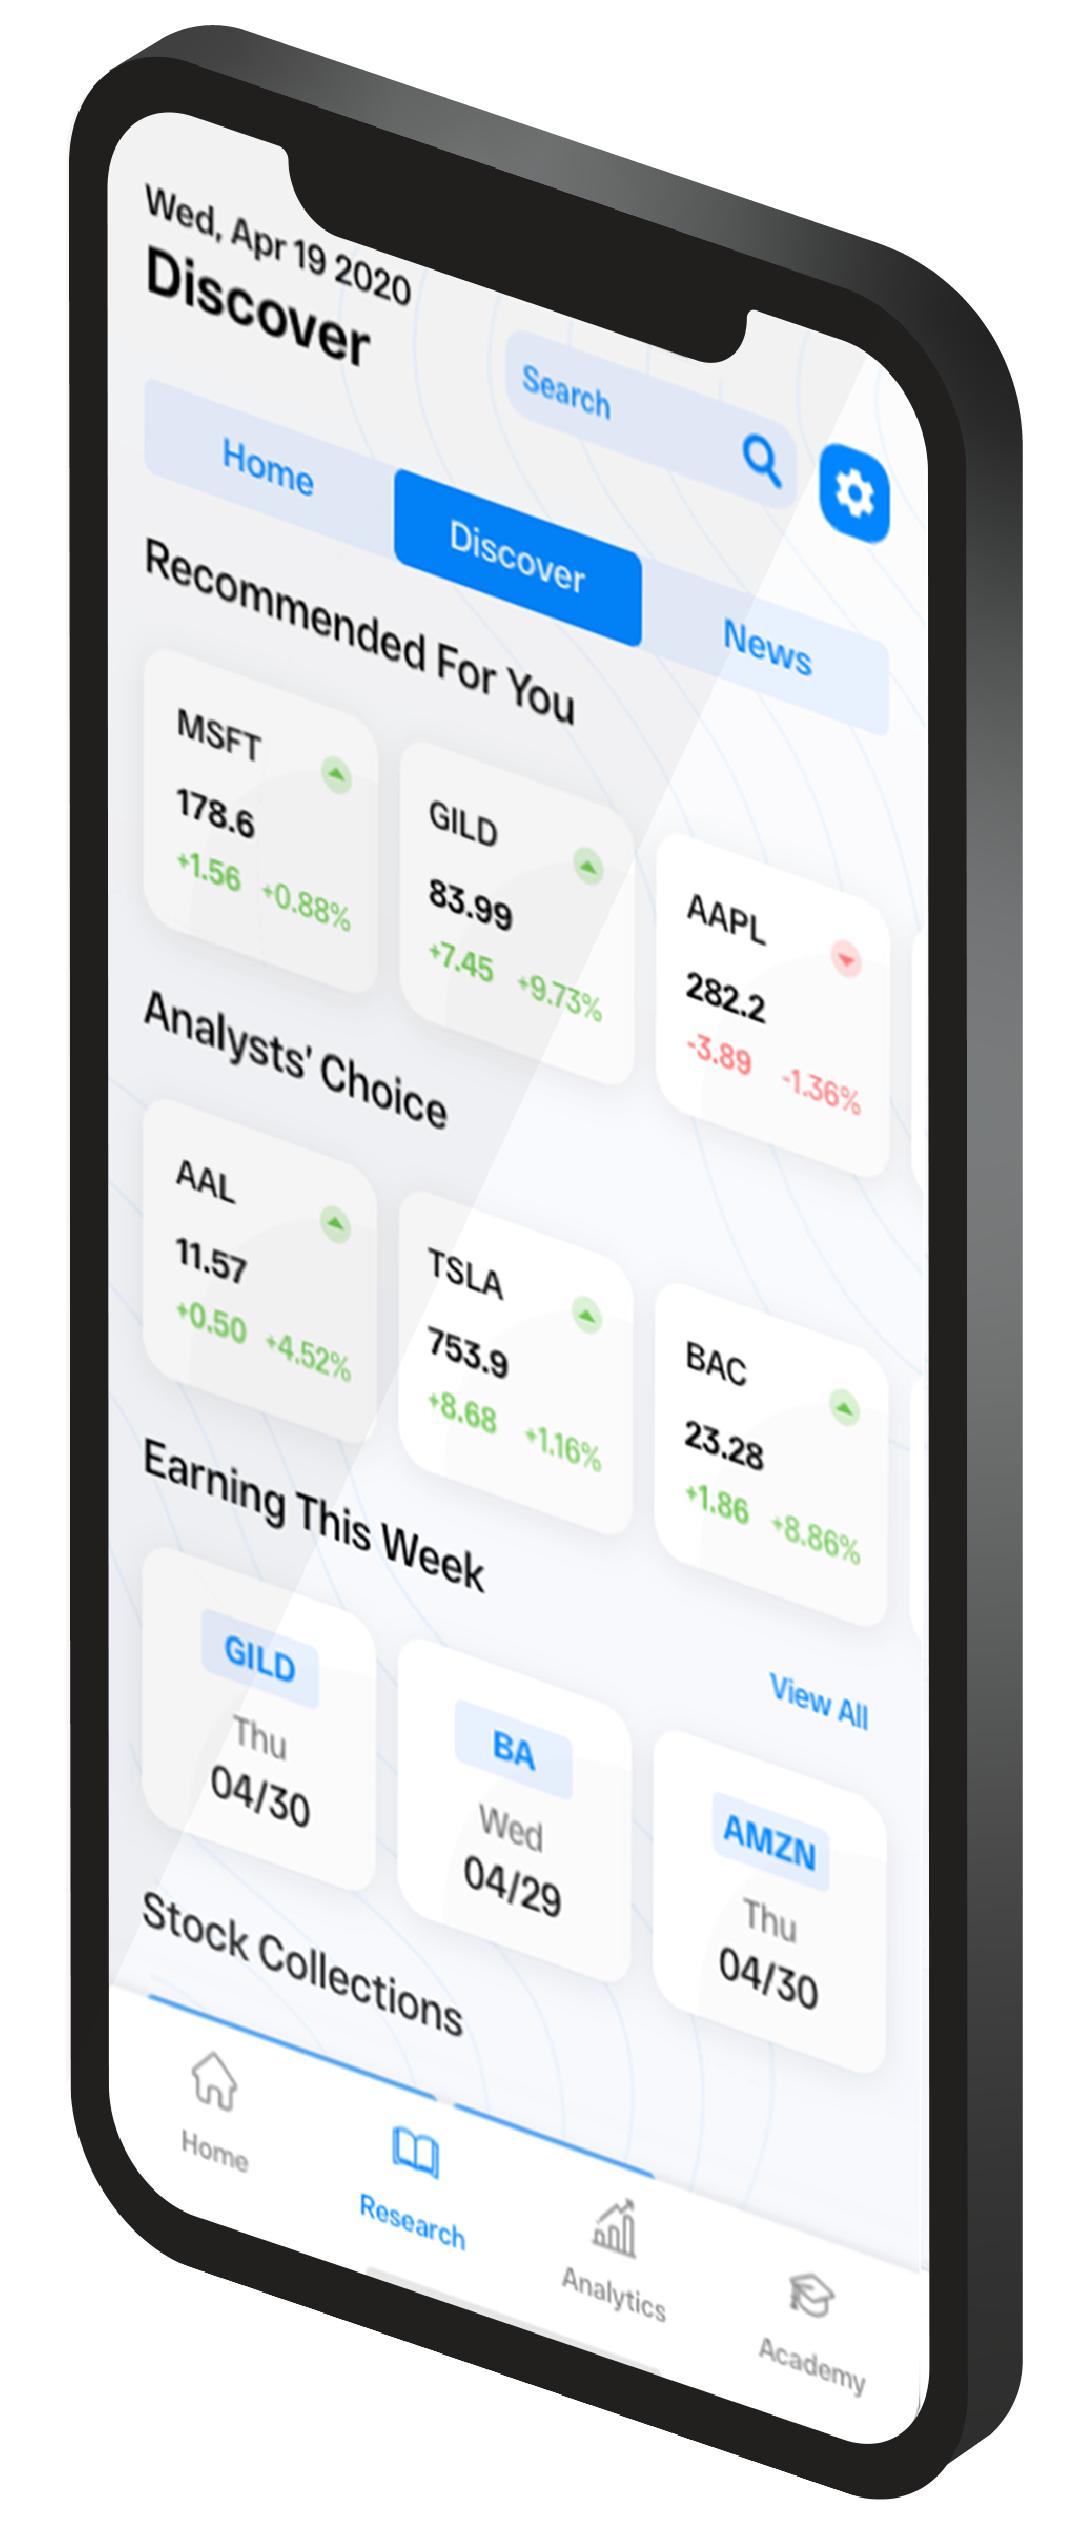 Wed, Apr 19 2020
Discover
Search
Home
Discover
News
Recommended For You
MSFT
178.6
+1.56 +0.88%
GILD
83.99
+7.45 +9.73%
AAPL
282.2
-3.89 -1.36%
Analysts' Choice
AAL
11.57
+0.50 +4.52%
TSLA
753.9
+8.68 +1.16%
BAC
23.28
+1.86 +8.86%
Earning This Week
View All
GILD
Thu
04/30
BA
Wed
04/29
AMZN
Thu
04/30
Stock Collections
Home
Research
Analytics
Academy